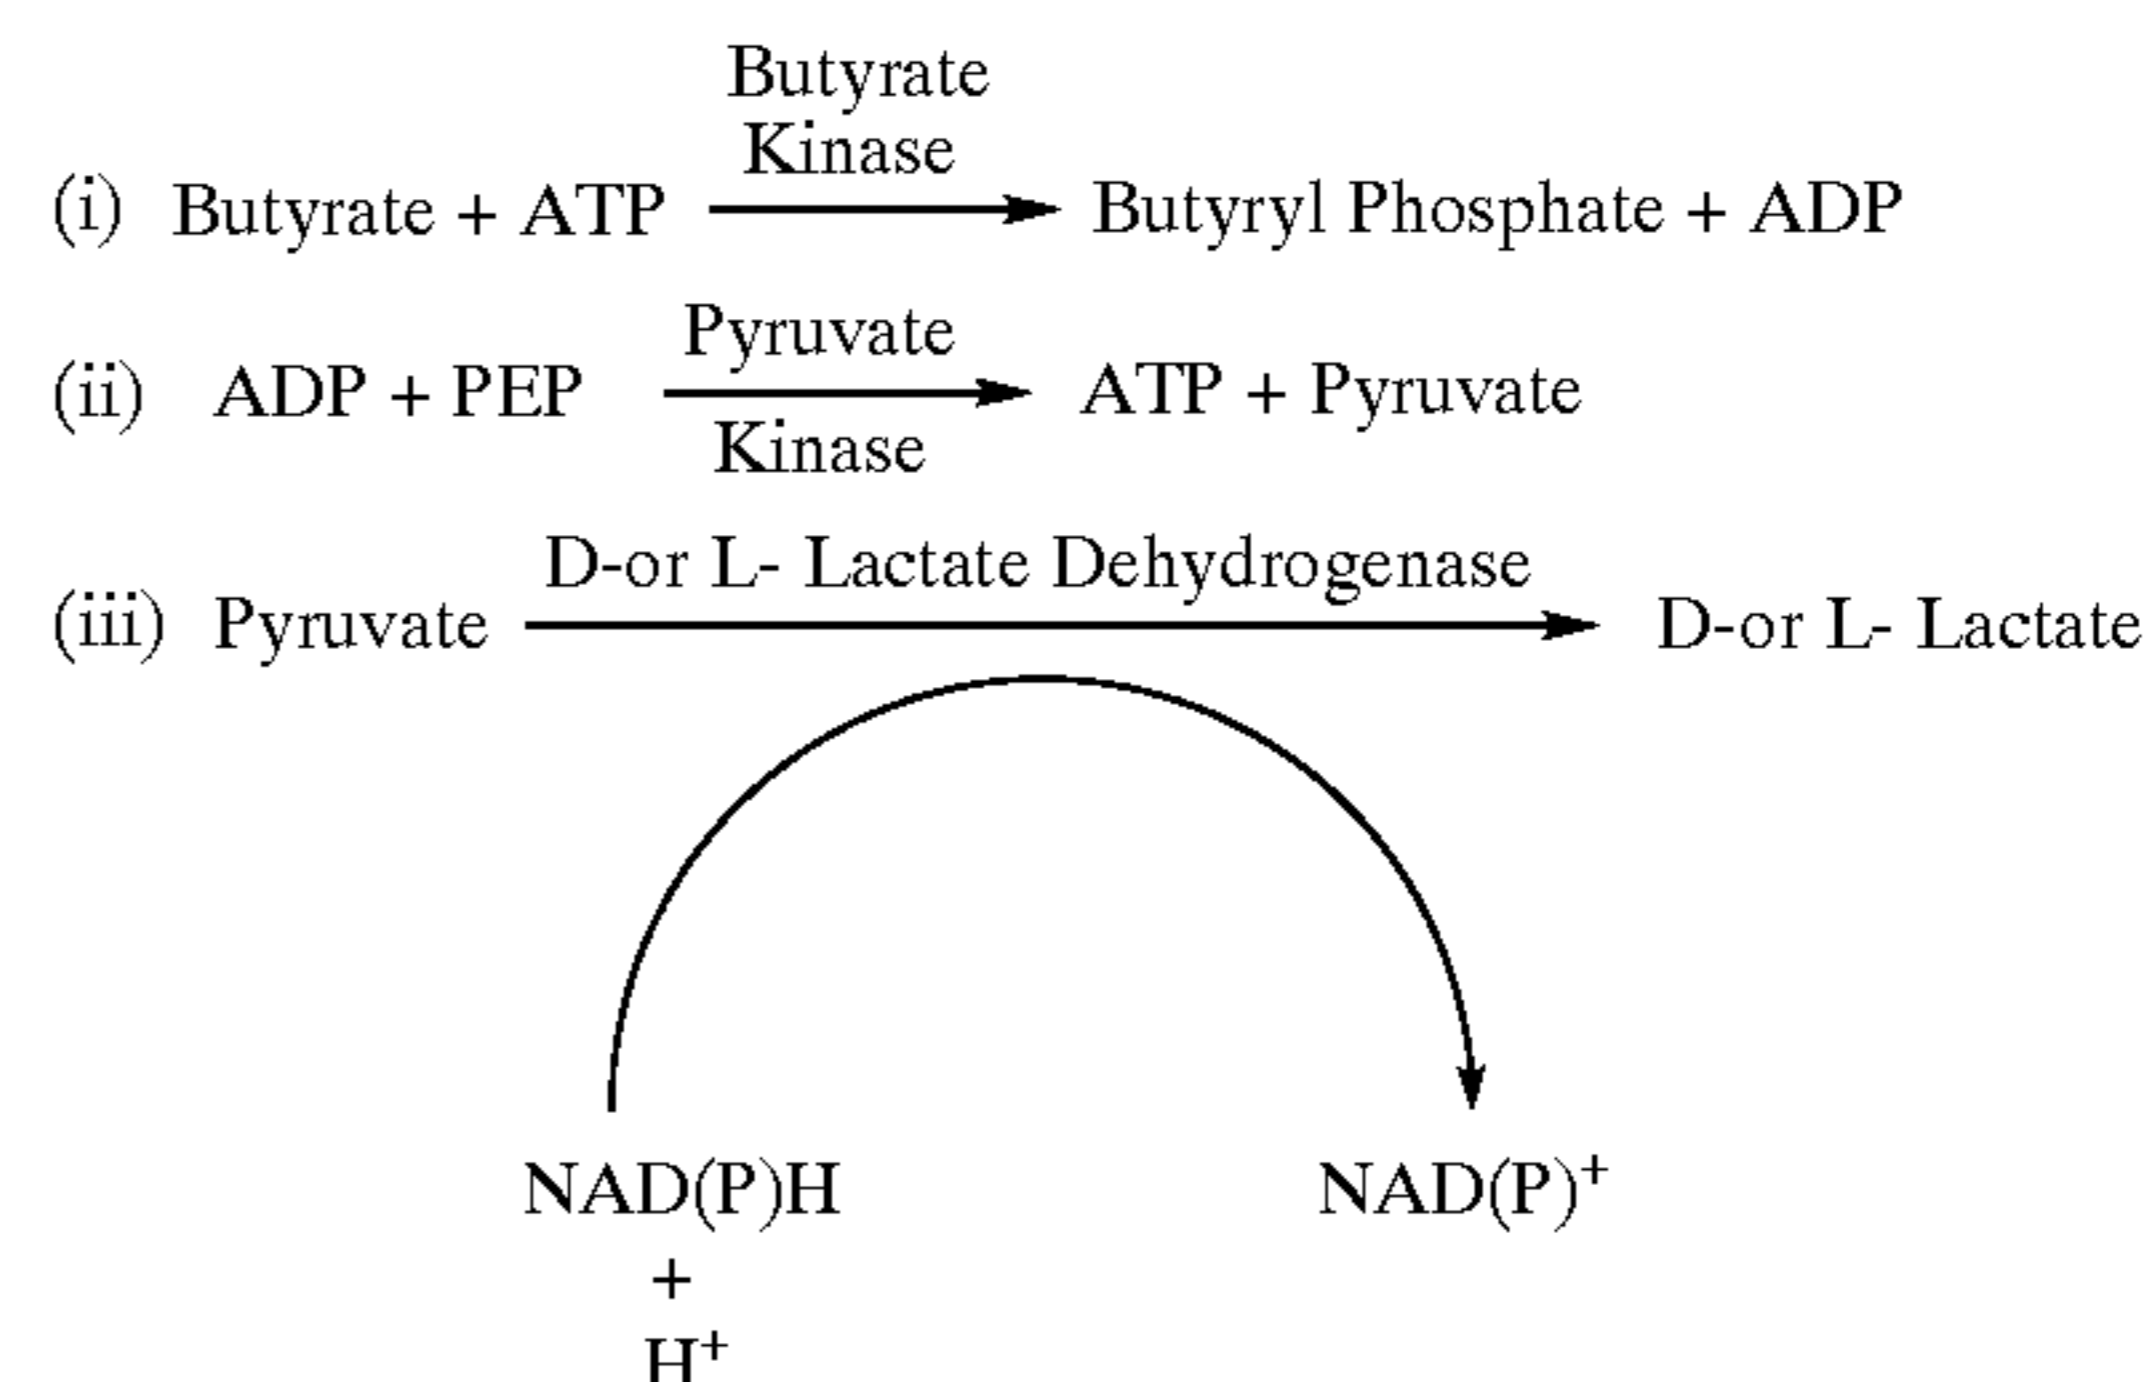 Butyrate
Kinase
(i) Butyrate + ATP Butyryl Phosphate + ADP
Pyruvate
(ii) ADP + PEP ATP + Pyruvate
Kinase
D-or L- Lactate Dehydrogenase
(iii) Pyruvate D-or L- Lactate
NAD(P)H NAD(P)⁺
+
H⁺